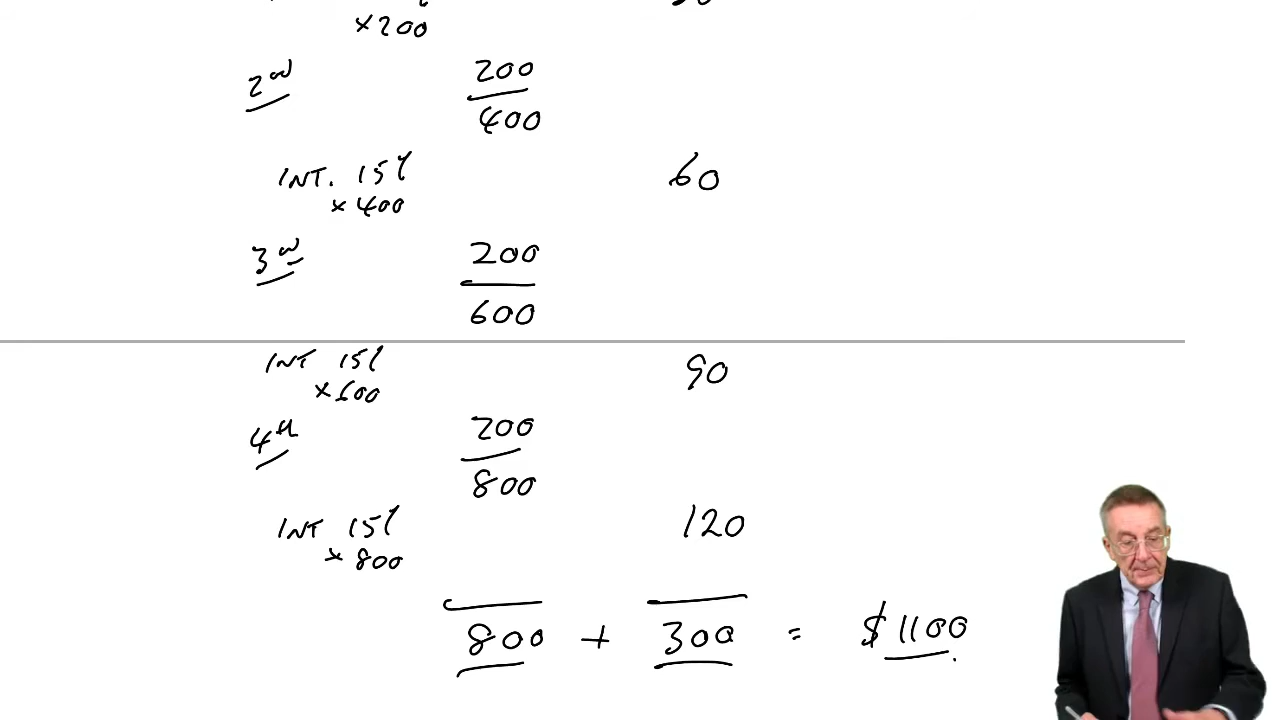 ×200
2nd 200
400
INT. 15% 60
×400
3rd 200
600
INT 15% 90
×600
4th 200
800
INT 15% 120
×800
800 + 300 = $1100